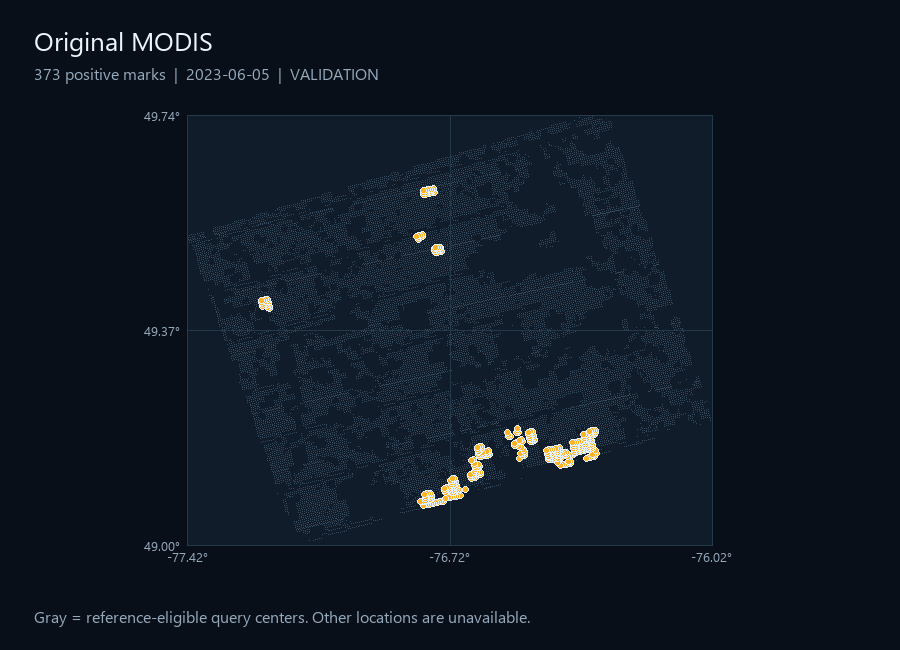 Original MODIS
373 positive marks | 2023-06-05 | VALIDATION
49.74°
49.37°
49.00°
-77.42°
-76.72°
-76.02°
Gray = reference-eligible query centers. Other locations are unavailable.